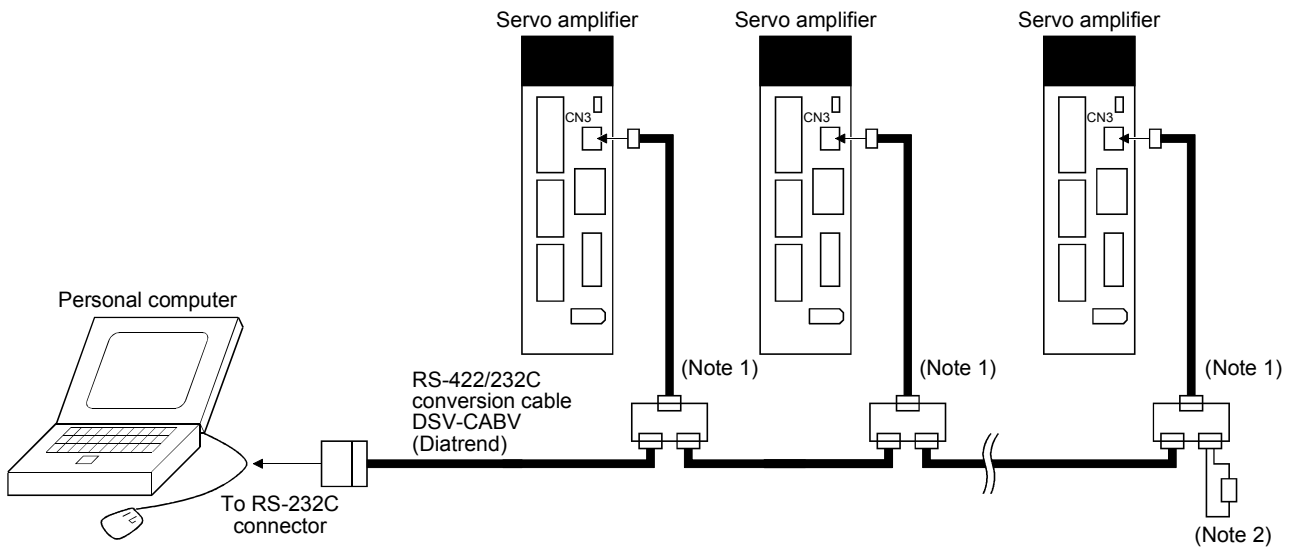 Servo amplifier
Servo amplifier
Servo amplifier
CN3
CN3
CN3
Personal computer
(Note 1)
(Note 1)
(Note 1)
RS-422/232C
conversion cable
DSV-CABV
(Diatrend)
To RS-232C
connector
(Note 2)